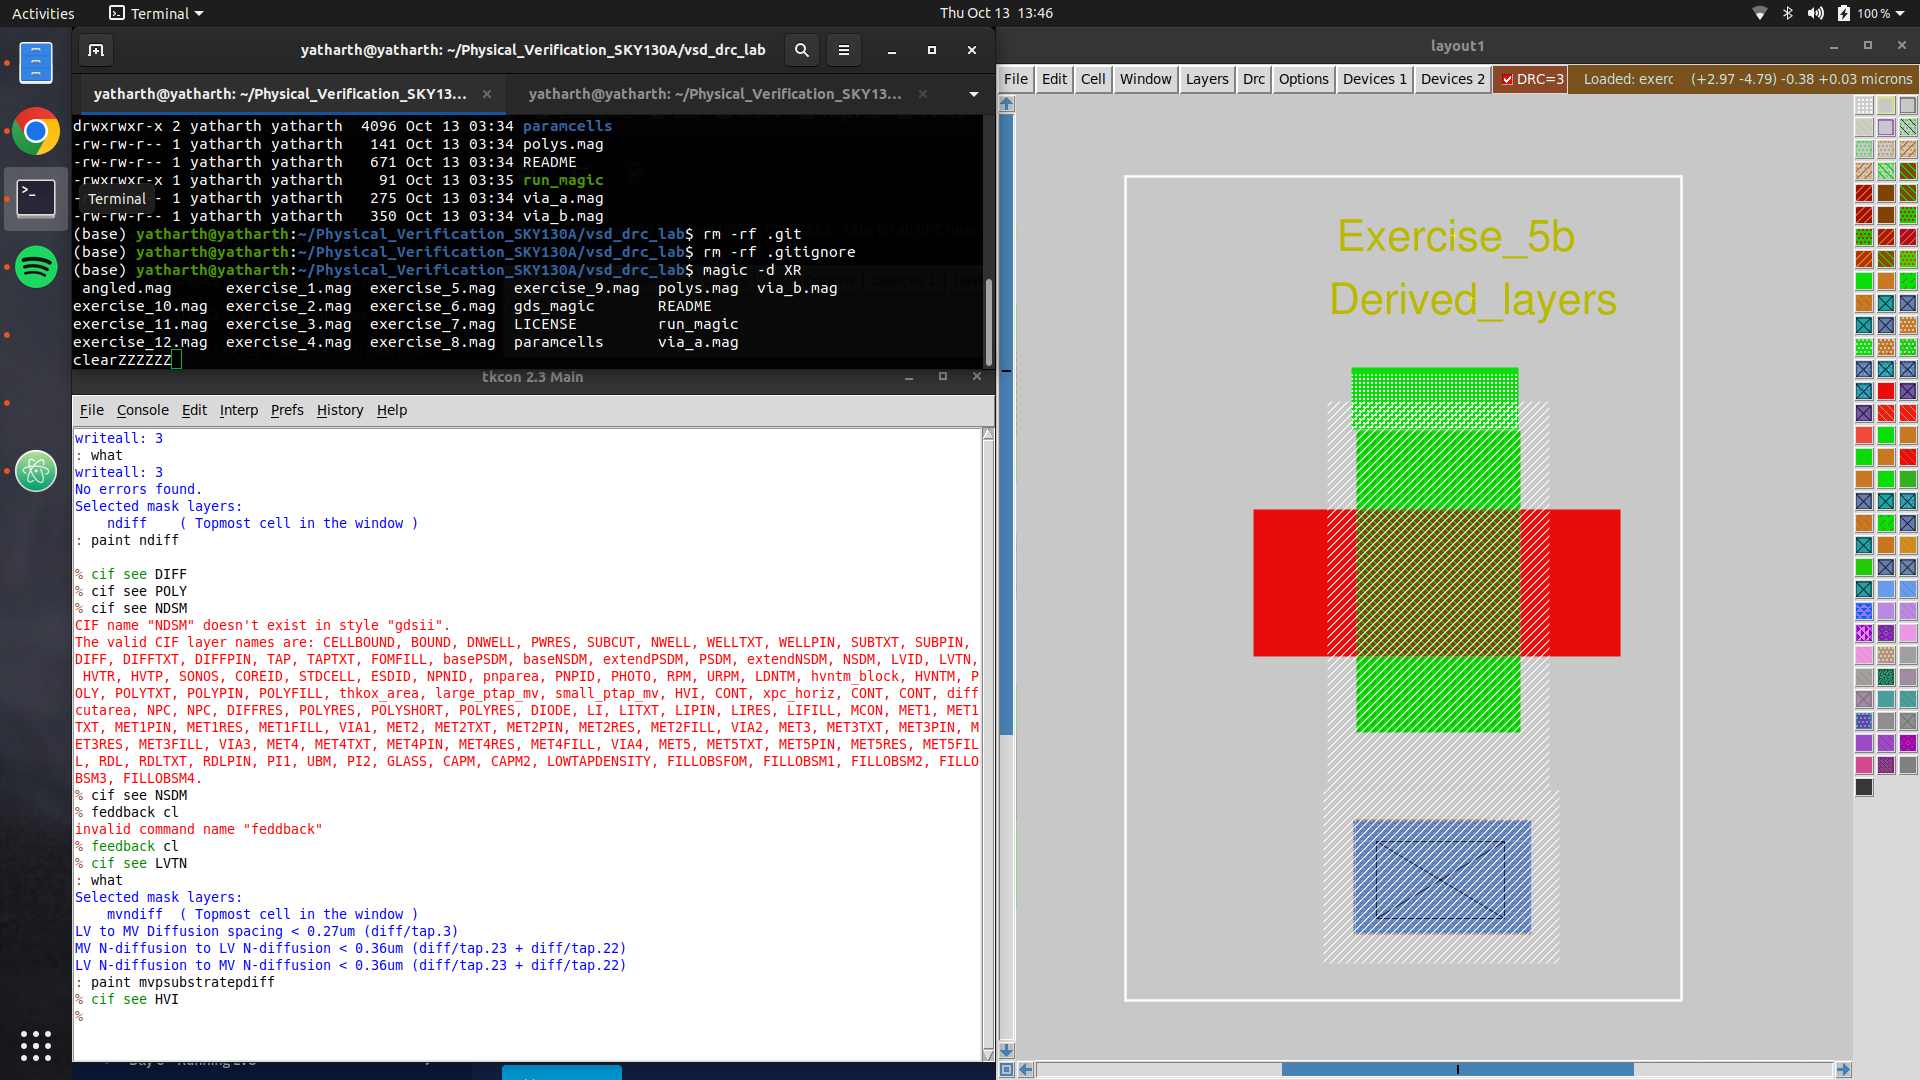 Activities
Terminal
Thu Oct 13 13:46
100 %
yatharth@yatharth: ~/Physical_Verification_SKY130A/vsd_drc_lab
yatharth@yatharth: ~/Physical_Verification_SKY13...
yatharth@yatharth: ~/Physical_Verification_SKY13...
drwxrwxr-x 2 yatharth yatharth 4096 Oct 13 03:34 paramcells
-rw-rw-r-- 1 yatharth yatharth 141 Oct 13 03:34 polys.mag
-rw-rw-r-- 1 yatharth yatharth 671 Oct 13 03:34 README
-rwxrwxr-x 1 yatharth yatharth 91 Oct 13 03:35 run_magic
- Terminal - 1 yatharth yatharth 275 Oct 13 03:34 via_a.mag
-rw-rw-r-- 1 yatharth yatharth 350 Oct 13 03:34 via_b.mag
(base) yatharth@yatharth:~/Physical_Verification_SKY130A/vsd_drc_lab$ rm -rf .git
(base) yatharth@yatharth:~/Physical_Verification_SKY130A/vsd_drc_lab$ rm -rf .gitignore
(base) yatharth@yatharth:~/Physical_Verification_SKY130A/vsd_drc_lab$ magic -d XR
angled.mag exercise_1.mag exercise_5.mag exercise_9.mag polys.mag via_b.mag
exercise_10.mag exercise_2.mag exercise_6.mag gds_magic README
exercise_11.mag exercise_3.mag exercise_7.mag LICENSE run_magic
exercise_12.mag exercise_4.mag exercise_8.mag paramcells via_a.mag
clearZZZZZZ
tkcon 2.3 Main
File Console Edit Interp Prefs History Help
writeall: 3
: what
writeall: 3
No errors found.
Selected mask layers:
ndiff ( Topmost cell in the window )
: paint ndiff
% cif see DIFF
% cif see POLY
% cif see NDSM
CIF name "NDSM" doesn't exist in style "gdsii".
The valid CIF layer names are: CELLBOUND, BOUND, DNWELL, PWRES, SUBCUT, NWELL, WELLTXT, WELLPIN, SUBTXT, SUBPIN,
DIFF, DIFFTXT, DIFFPIN, TAP, TAPTXT, FOMFILL, basePSDM, baseNSDM, extendPSDM, PSDM, extendNSDM, NSDM, LVID, LVTN,
HVTR, HVTP, SONOS, COREID, STDCELL, ESDID, NPNID, pnparea, PNPID, PHOTO, RPM, URPM, LDNTM, hvntm_block, HVNTM, P
OLY, POLYTXT, POLYPIN, POLYFILL, thkox_area, large_ptap_mv, small_ptap_mv, HVI, CONT, xpc_horiz, CONT, CONT, diff
cutarea, NPC, NPC, DIFFRES, POLYRES, POLYSHORT, POLYRES, DIODE, LI, LITXT, LIPIN, LIRES, LIFILL, MCON, MET1, MET1
TXT, MET1PIN, MET1RES, MET1FILL, VIA1, MET2, MET2TXT, MET2PIN, MET2RES, MET2FILL, VIA2, MET3, MET3TXT, MET3PIN, M
ET3RES, MET3FILL, VIA3, MET4, MET4TXT, MET4PIN, MET4RES, MET4FILL, VIA4, MET5, MET5TXT, MET5PIN, MET5RES, MET5FIL
L, RDL, RDLTXT, RDLPIN, PI1, UBM, PI2, GLASS, CAPM, CAPM2, LOWTAPDENSITY, FILLOBSFOM, FILLOBSM1, FILLOBSM2, FILLO
BSM3, FILLOBSM4.
% cif see NSDM
% feddback cl
invalid command name "feddback"
% feedback cl
% cif see LVTN
: what
Selected mask layers:
mvndiff ( Topmost cell in the window )
LV to MV Diffusion spacing < 0.27um (diff/tap.3)
MV N-diffusion to LV N-diffusion < 0.36um (diff/tap.23 + diff/tap.22)
LV N-diffusion to MV N-diffusion < 0.36um (diff/tap.23 + diff/tap.22)
: paint mvpsubstratepdiff
% cif see HVI
%
layout1
File Edit Cell Window Layers Drc Options Devices 1 Devices 2 DRC=3 Loaded: exerc (+2.97 -4.79) -0.38 +0.03 microns
Exercise_5b
Derived_layers